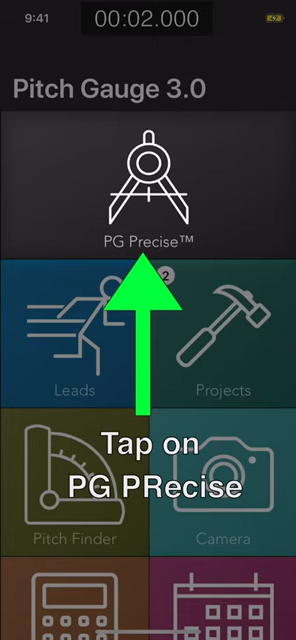 9:41
00:02.000
Pitch Gauge 3.0
PG Precise™
2
Leads
Projects
Tap on
PG PRecise
Pitch Finder
Camera